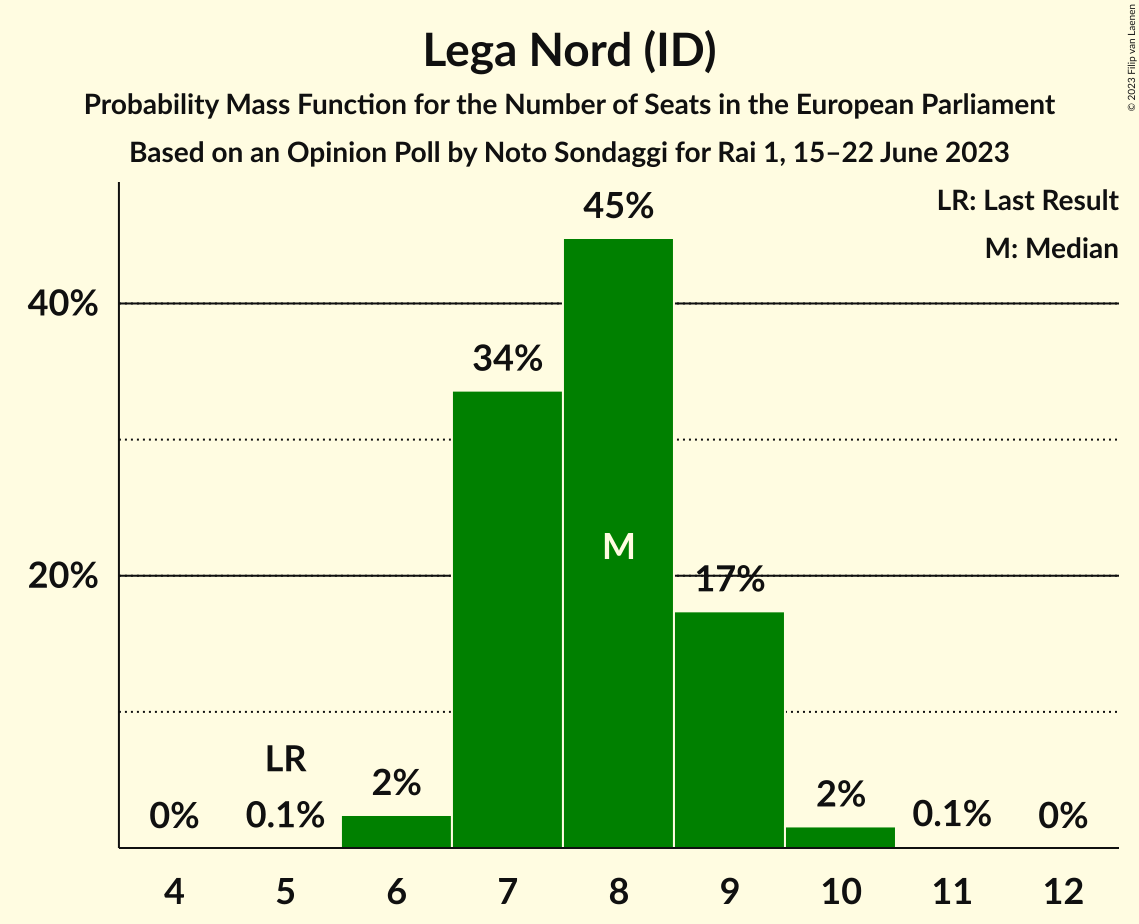 Lega Nord (ID)
Probability Mass Function for the Number of Seats in the European Parliament
Based on an Opinion Poll by Noto Sondaggi for Rai 1, 15–22 June 2023
© 2023 Filip van Laenen
LR: Last Result
M: Median
45%
40%
34%
M
20%
17%
LR
0%
0.1%
2%
2%
0.1%
0%
4 5 6 7 8 9 10 11 12